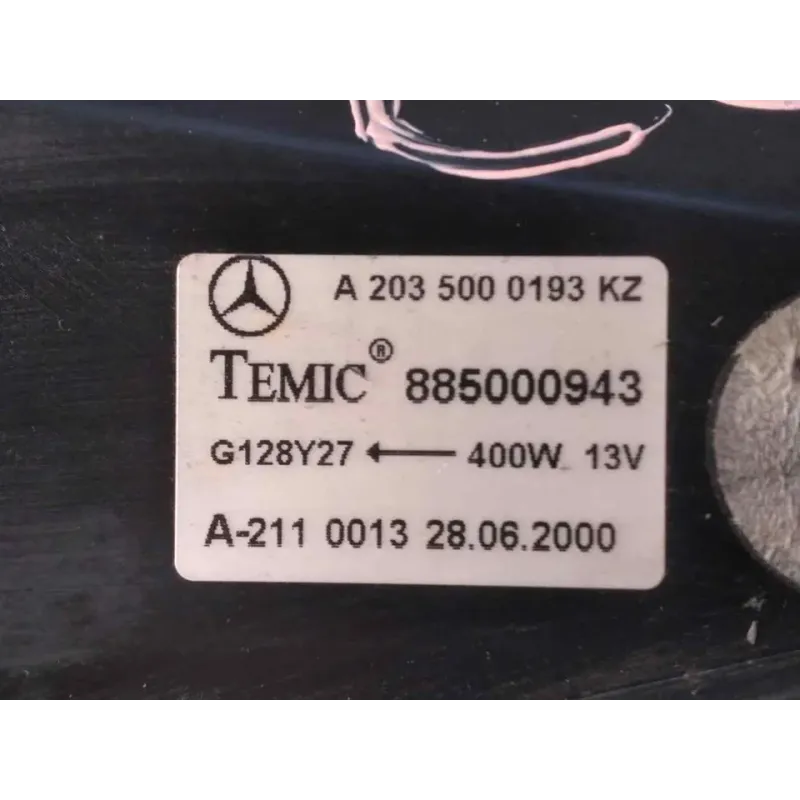 A 203 500 0193 KZ
TEMIC® 885000943
G128Y27 ← 400W 13V
A-211 0013 28.06.2000